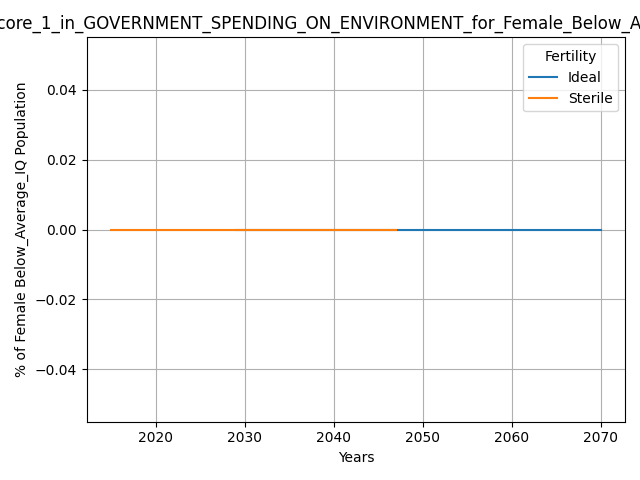 core_1_in_GOVERNMENT_SPENDING_ON_ENVIRONMENT_for_Female_Below_A
Fertility
Ideal
Sterile
0.04
0.02
0.00
−0.02
−0.04
% of Female Below_Average_IQ Population
2020 2030 2040 2050 2060 2070
Years